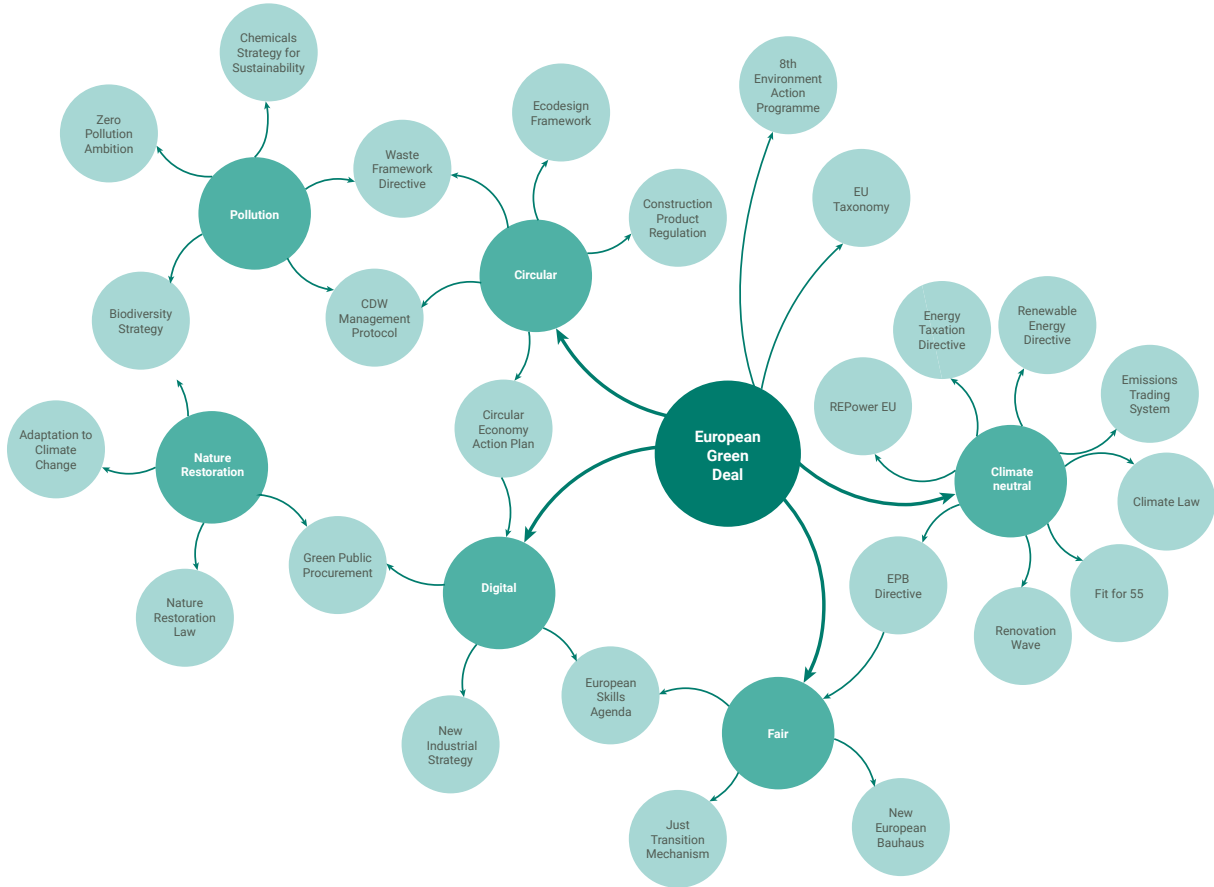 Chemicals
Strategy for
Sustainability
8th
Environment
Action
Programme
Ecodesign
Framework
Zero
Pollution
Ambition
Waste
Framework
Directive
EU
Taxonomy
Construction
Product
Regulation
Pollution
Circular
Biodiversity
Strategy
CDW
Management
Protocol
Energy
Taxation
Directive
Renewable
Energy
Directive
Emissions
Trading
System
REPower EU
Circular
Economy
Action Plan
European
Green
Deal
Adaptation to
Climate
Change
Nature
Restoration
Climate
neutral
Climate Law
Green Public
Procurement
Digital
EPB
Directive
Fit for 55
Nature
Restoration
Law
Renovation
Wave
European
Skills
Agenda
New
Industrial
Strategy
Fair
Just
Transition
Mechanism
New
European
Bauhaus